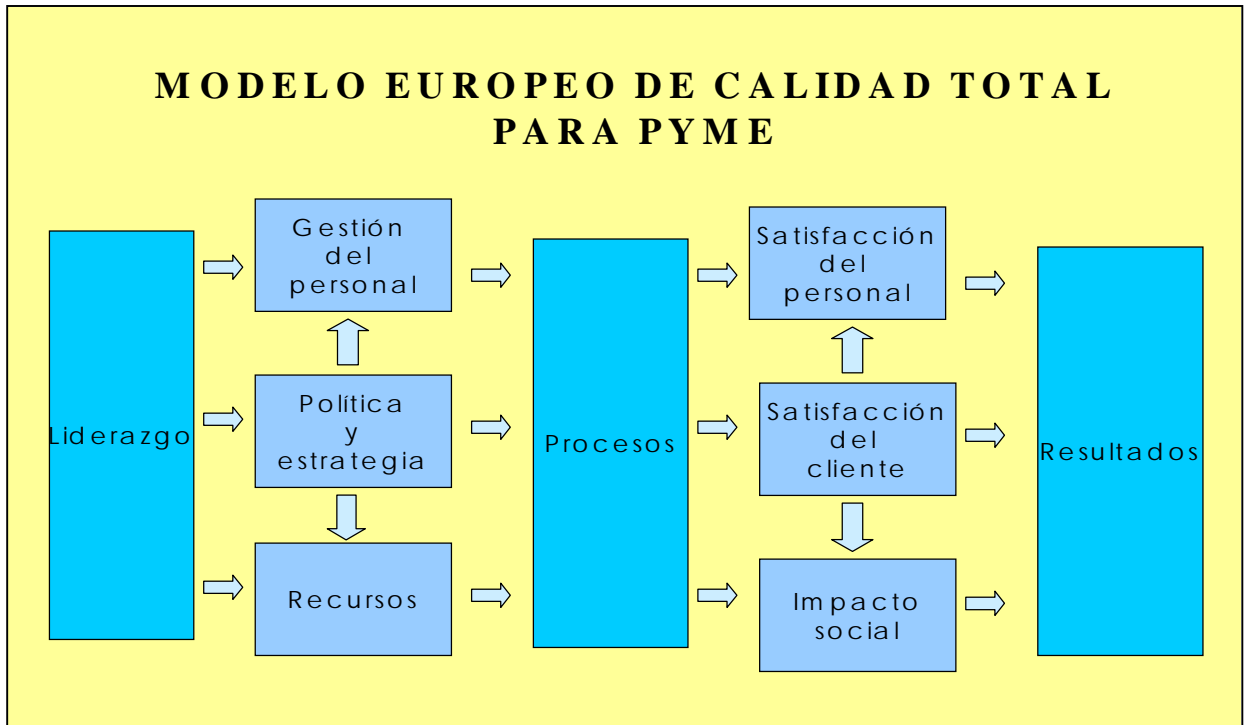 MODELO EUROPEO DE CALIDAD TOTAL
PARA PYME
Liderazgo
Gestión
del
personal
Política
y
estrategia
Recursos
Procesos
Satisfacción
del
personal
Satisfacción
del
cliente
Impacto
social
Resultados